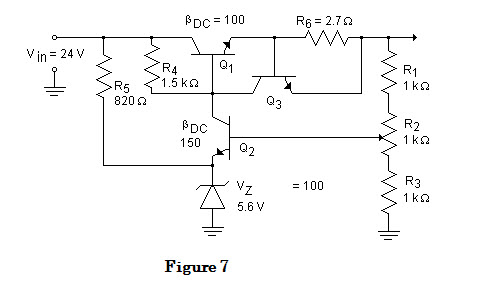 βDC = 100
R6 = 2.7 Ω
Vin = 24 V
R4
1.5 kΩ
Q1
R5
820 Ω
Q3
R1
1 kΩ
βDC
150
Q2
R2
1 kΩ
VZ
5.6 V
= 100
R3
1 kΩ
Figure 7